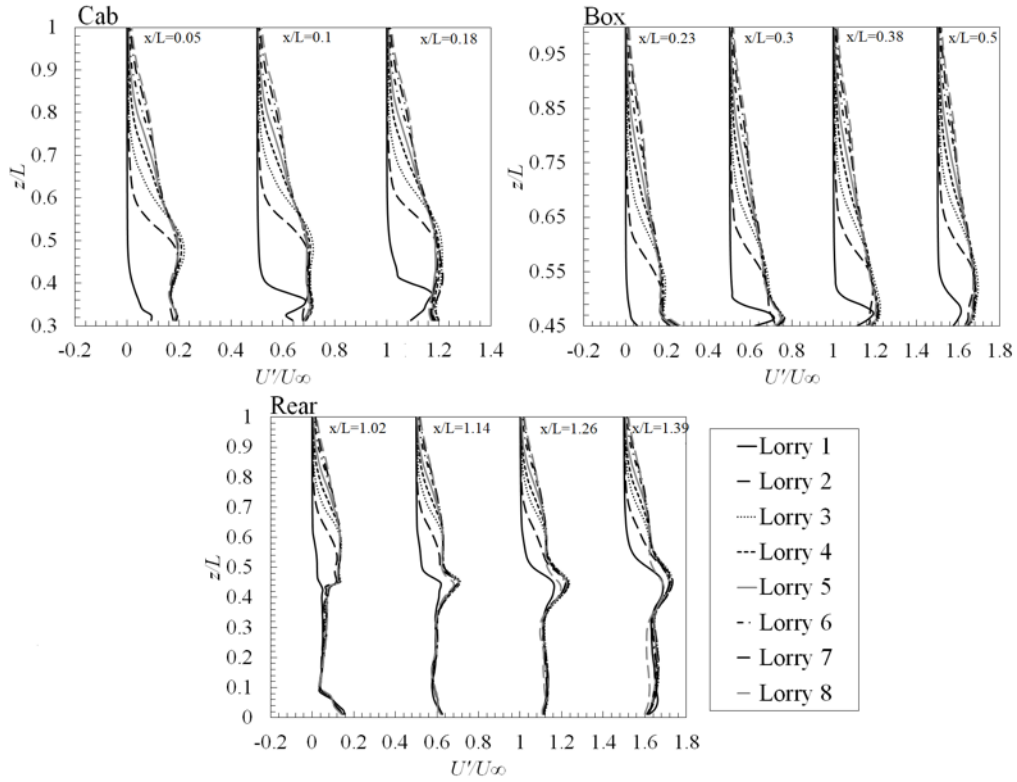 Cab
x/L=0.05
x/L=0.1
x/L=0.18
1
0.9
0.8
0.7
0.6
0.5
0.4
0.3
z/L
-0.2 0 0.2 0.4 0.6 0.8 1 1.2 1.4
U'/U∞
Box
x/L=0.23
x/L=0.3
x/L=0.38
x/L=0.5
0.95
0.85
0.75
0.65
0.55
0.45
z/L
-0.2 0 0.2 0.4 0.6 0.8 1 1.2 1.4 1.6 1.8
U'/U∞
Rear
x/L=1.02
x/L=1.14
x/L=1.26
x/L=1.39
1
0.9
0.8
0.7
0.6
0.5
0.4
0.3
0.2
0.1
0
z/L
-0.2 0 0.2 0.4 0.6 0.8 1 1.2 1.4 1.6 1.8
U'/U∞
Lorry 1
Lorry 2
Lorry 3
Lorry 4
Lorry 5
Lorry 6
Lorry 7
Lorry 8